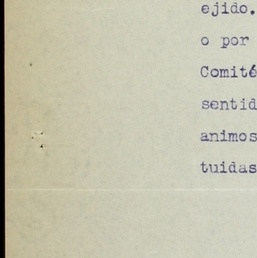 ejido.
o por
Comité
sentid
animos
tuidas